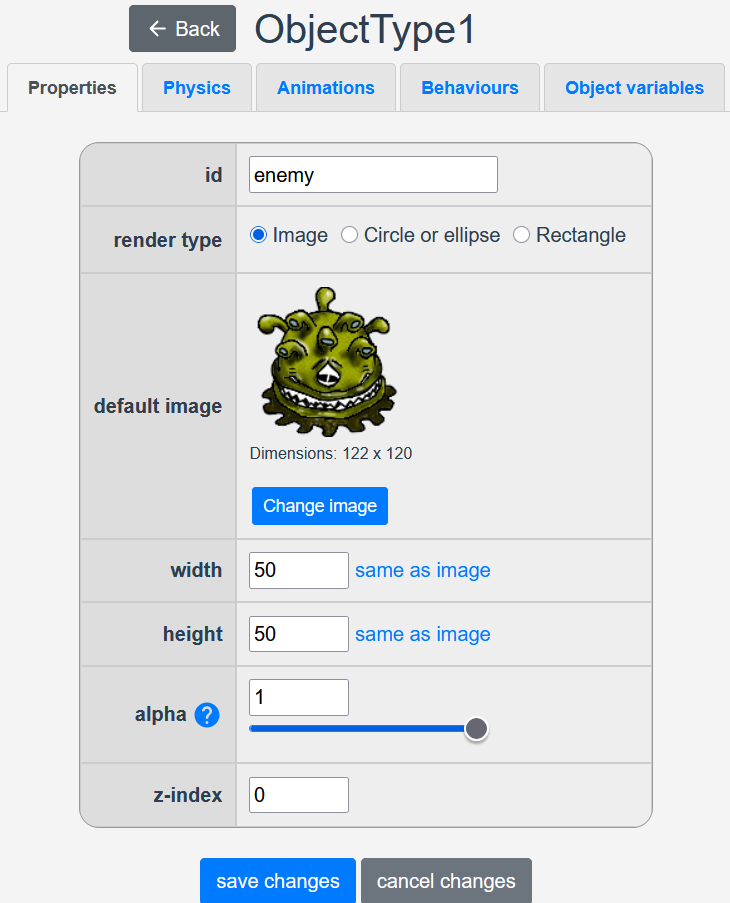 ← Back ObjectType1
Properties Physics Animations Behaviours Object variables
id enemy
render type Image Circle or ellipse Rectangle
default image
Dimensions: 122 x 120
Change image
width 50 same as image
height 50 same as image
alpha ? 1
z-index 0
save changes cancel changes